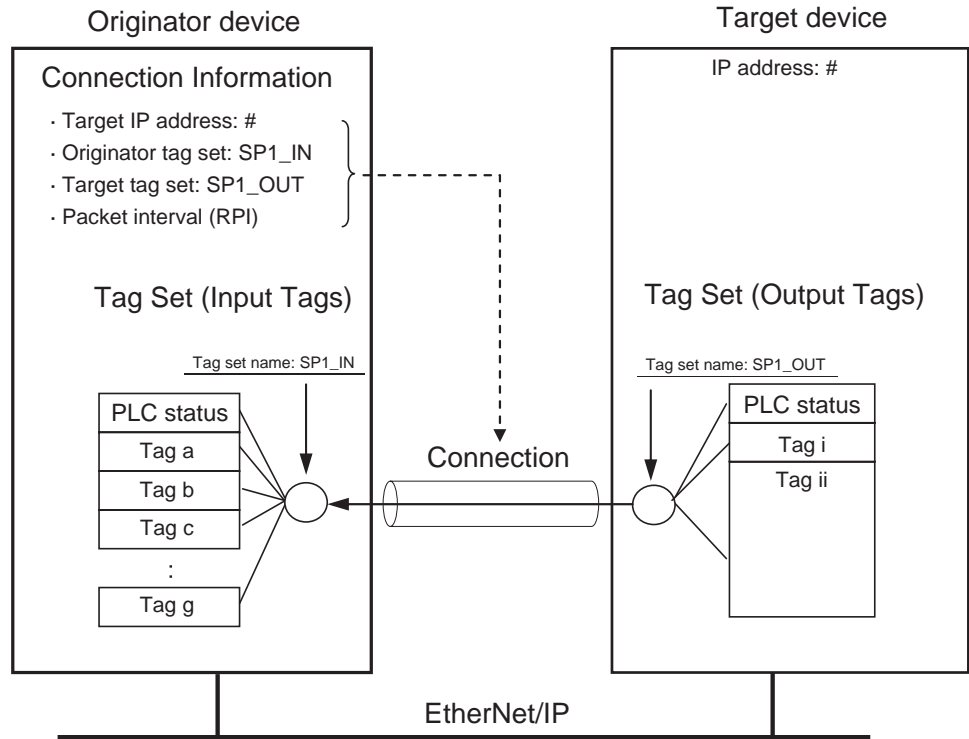 Originator device
Connection Information
· Target IP address: #
· Originator tag set: SP1_IN
· Target tag set: SP1_OUT
· Packet interval (RPI)
Tag Set (Input Tags)
Tag set name: SP1_IN
PLC status
Tag a
Tag b
Tag c
:
Tag g
Connection
Target device
IP address: #
Tag Set (Output Tags)
Tag set name: SP1_OUT
PLC status
Tag i
Tag ii
EtherNet/IP